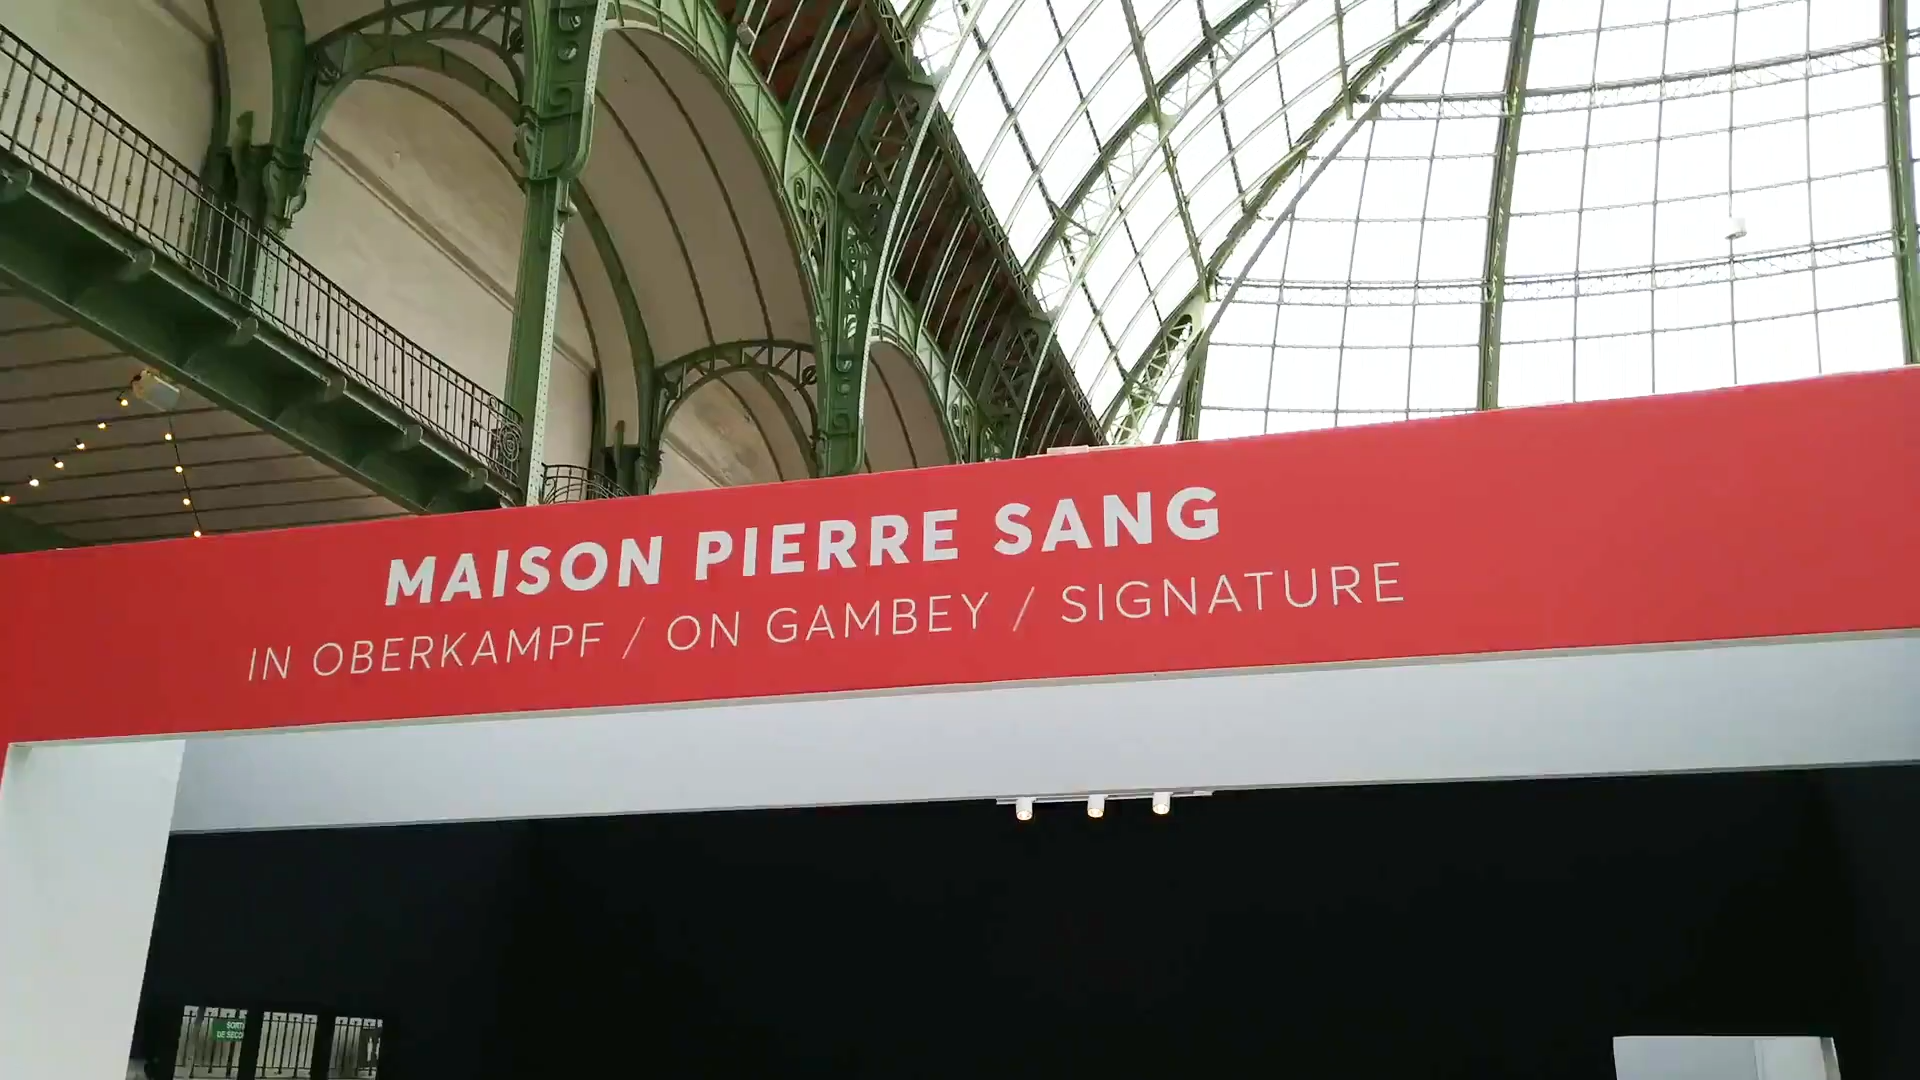 MAISON PIERRE SANG
IN OBERKAMPF / ON GAMBEY / SIGNATURE